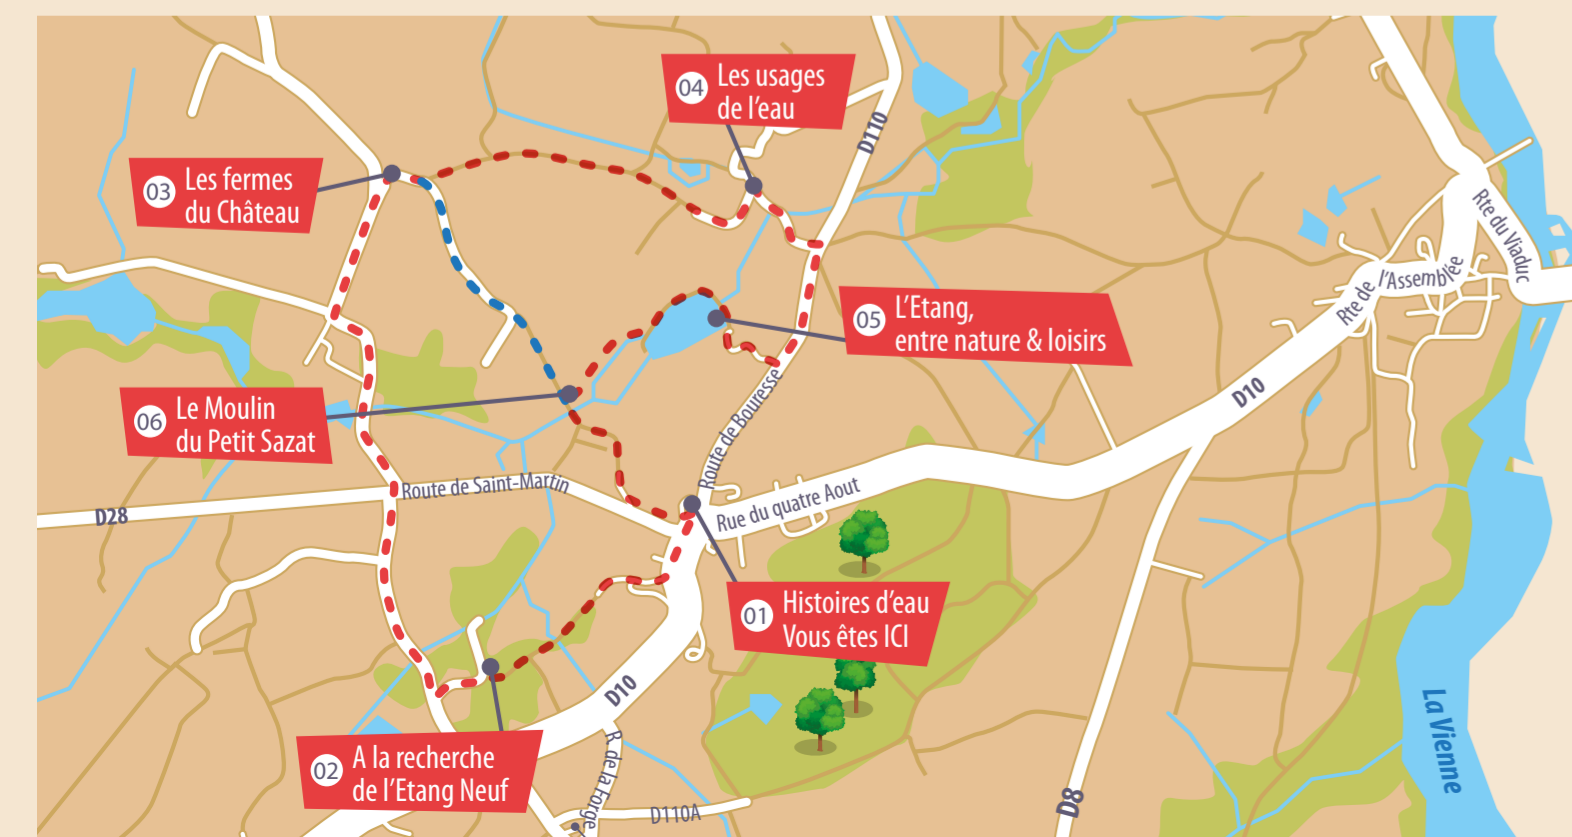 04 Les usages
de l'eau
D110
03 Les fermes
du Château
Rte du Viaduc
Rte de l'Assemblée
05 L'Etang,
entre nature & loisirs
D10
06 Le Moulin
du Petit Sazat
Route de Bouresse
Route de Saint-Martin
D28
Rue du quatre Aout
01 Histoires d'eau
Vous êtes ICI
D10
La Vienne
02 A la recherche
de l'Etang Neuf
R. de la Forge
D110A
D8